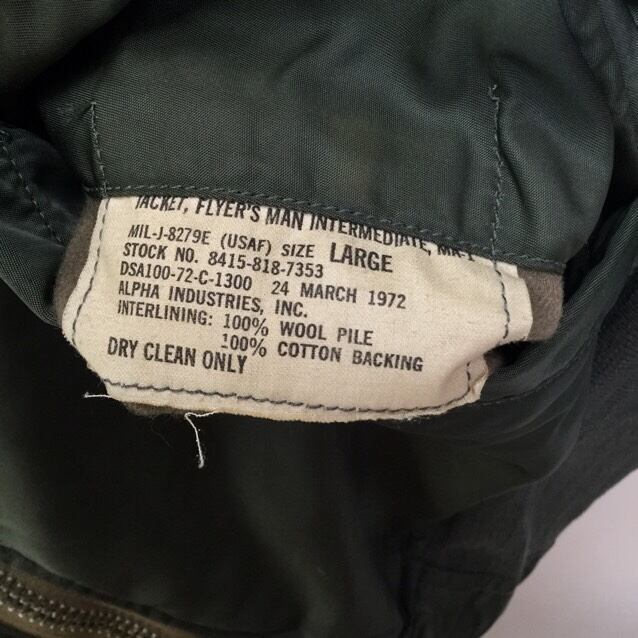 JACKET, FLYER'S MAN INTERMEDIATE, MA-1
MIL-J-8279E (USAF) SIZE LARGE
STOCK NO. 8415-818-7353
DSA100-72-C-1300 24 MARCH 1972
ALPHA INDUSTRIES, INC.
INTERLINING: 100% WOOL PILE
100% COTTON BACKING
DRY CLEAN ONLY